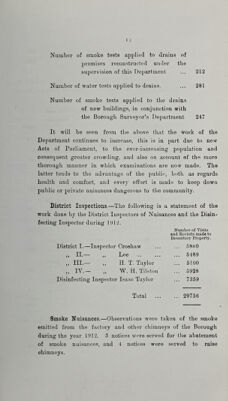 Number of smoke tests applied to drains of
premises reconstructed under the
supervision of this Department ... 212
Number of water tests applied to drains. ... 281
Number of smoke tests applied to the drains
of new buildings, in conjunction with
the Borough Surveyor's Department 247
It will be seen from the above that the work of the
Department continues to increase, this is in part due to new
Acts of Parliament, to the ever-increasing population and
consequent greater crowding, and also on account of the more
thorough manner in which examinations are now made. The
latter tends to the advantage of the public, both as regards
health and comfort, and every effort is made to keep down
public or private nuisances dangerous to the community.
District Inspections.—The following is a statement of the
work done by the District Inspectors of Nuisances and the Disin-
fecting Inspector during 1912.
Number of Visits
and Revisits made to
Inspect Property.
District I.—Inspector Croshaw ... ... 5880
„ II.— „ Lee ... ... ... 5489
„ III.— „ H. T. Taylor ... 5100
„ IV.— „ W. H. Tilston ... 5928
Disinfecting Inspector Isaac Taylor ... 7359
Total ... ... 29756
Smoke Nuisances.—Observations were taken of the smoke
emitted from the factory and other chimneys of the Borough
during the year 1912. 3 notices were served for the abatement
of smoke nuisances, and 4 notices were served to raise
chimneys.